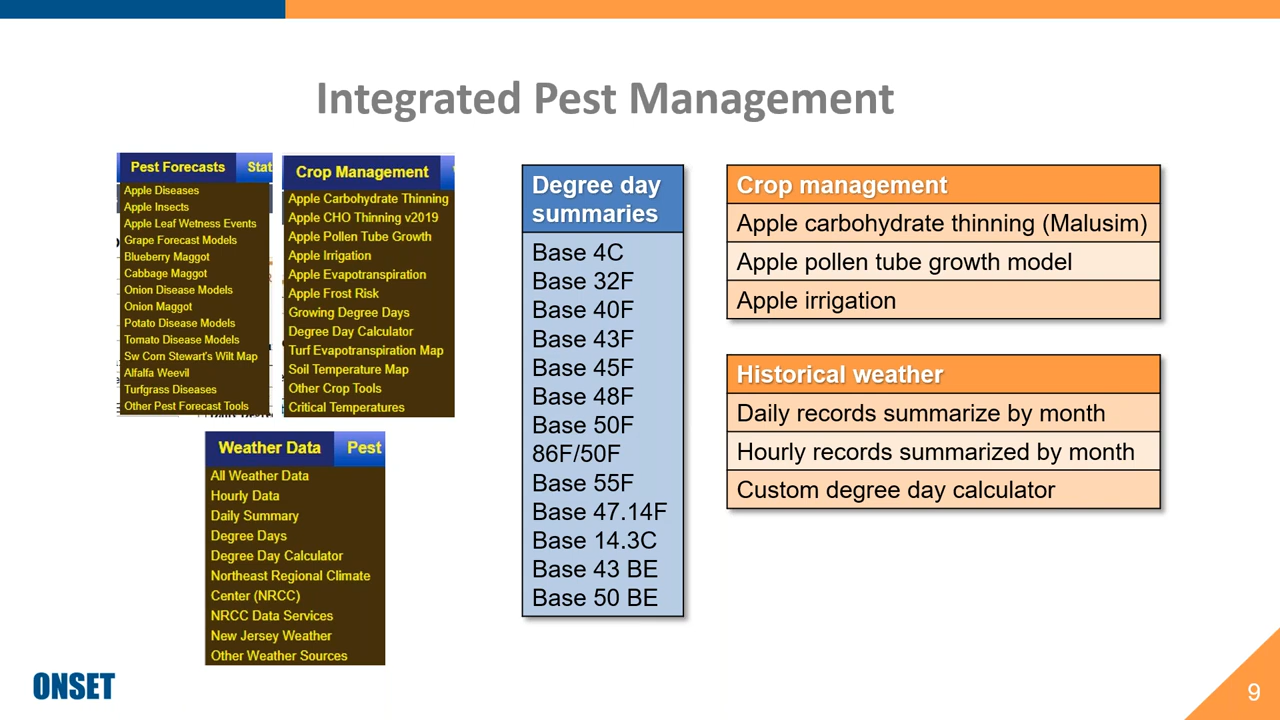 Integrated Pest Management
Pest Forecasts
Stat
Apple Diseases
Apple Insects
Apple Leaf Wetness Events
Grape Forecast Models
Blueberry Maggot
Cabbage Maggot
Onion Disease Models
Onion Maggot
Potato Disease Models
Tomato Disease Models
Sw Corn Stewart's Wilt Map
Alfalfa Weevil
Turfgrass Diseases
Other Pest Forecast Tools
Crop Management
Apple Carbohydrate Thinning
Apple CHO Thinning v2019
Apple Pollen Tube Growth
Apple Irrigation
Apple Evapotranspiration
Apple Frost Risk
Growing Degree Days
Degree Day Calculator
Turf Evapotranspiration Map
Soil Temperature Map
Other Crop Tools
Critical Temperatures
Weather Data
Pest
All Weather Data
Hourly Data
Daily Summary
Degree Days
Degree Day Calculator
Northeast Regional Climate
Center (NRCC)
NRCC Data Services
New Jersey Weather
Other Weather Sources
Degree day
summaries
Base 4C
Base 32F
Base 40F
Base 43F
Base 45F
Base 48F
Base 50F
86F/50F
Base 55F
Base 47.14F
Base 14.3C
Base 43 BE
Base 50 BE
Crop management
Apple carbohydrate thinning (Malusim)
Apple pollen tube growth model
Apple irrigation
Historical weather
Daily records summarize by month
Hourly records summarized by month
Custom degree day calculator
ONSET
9